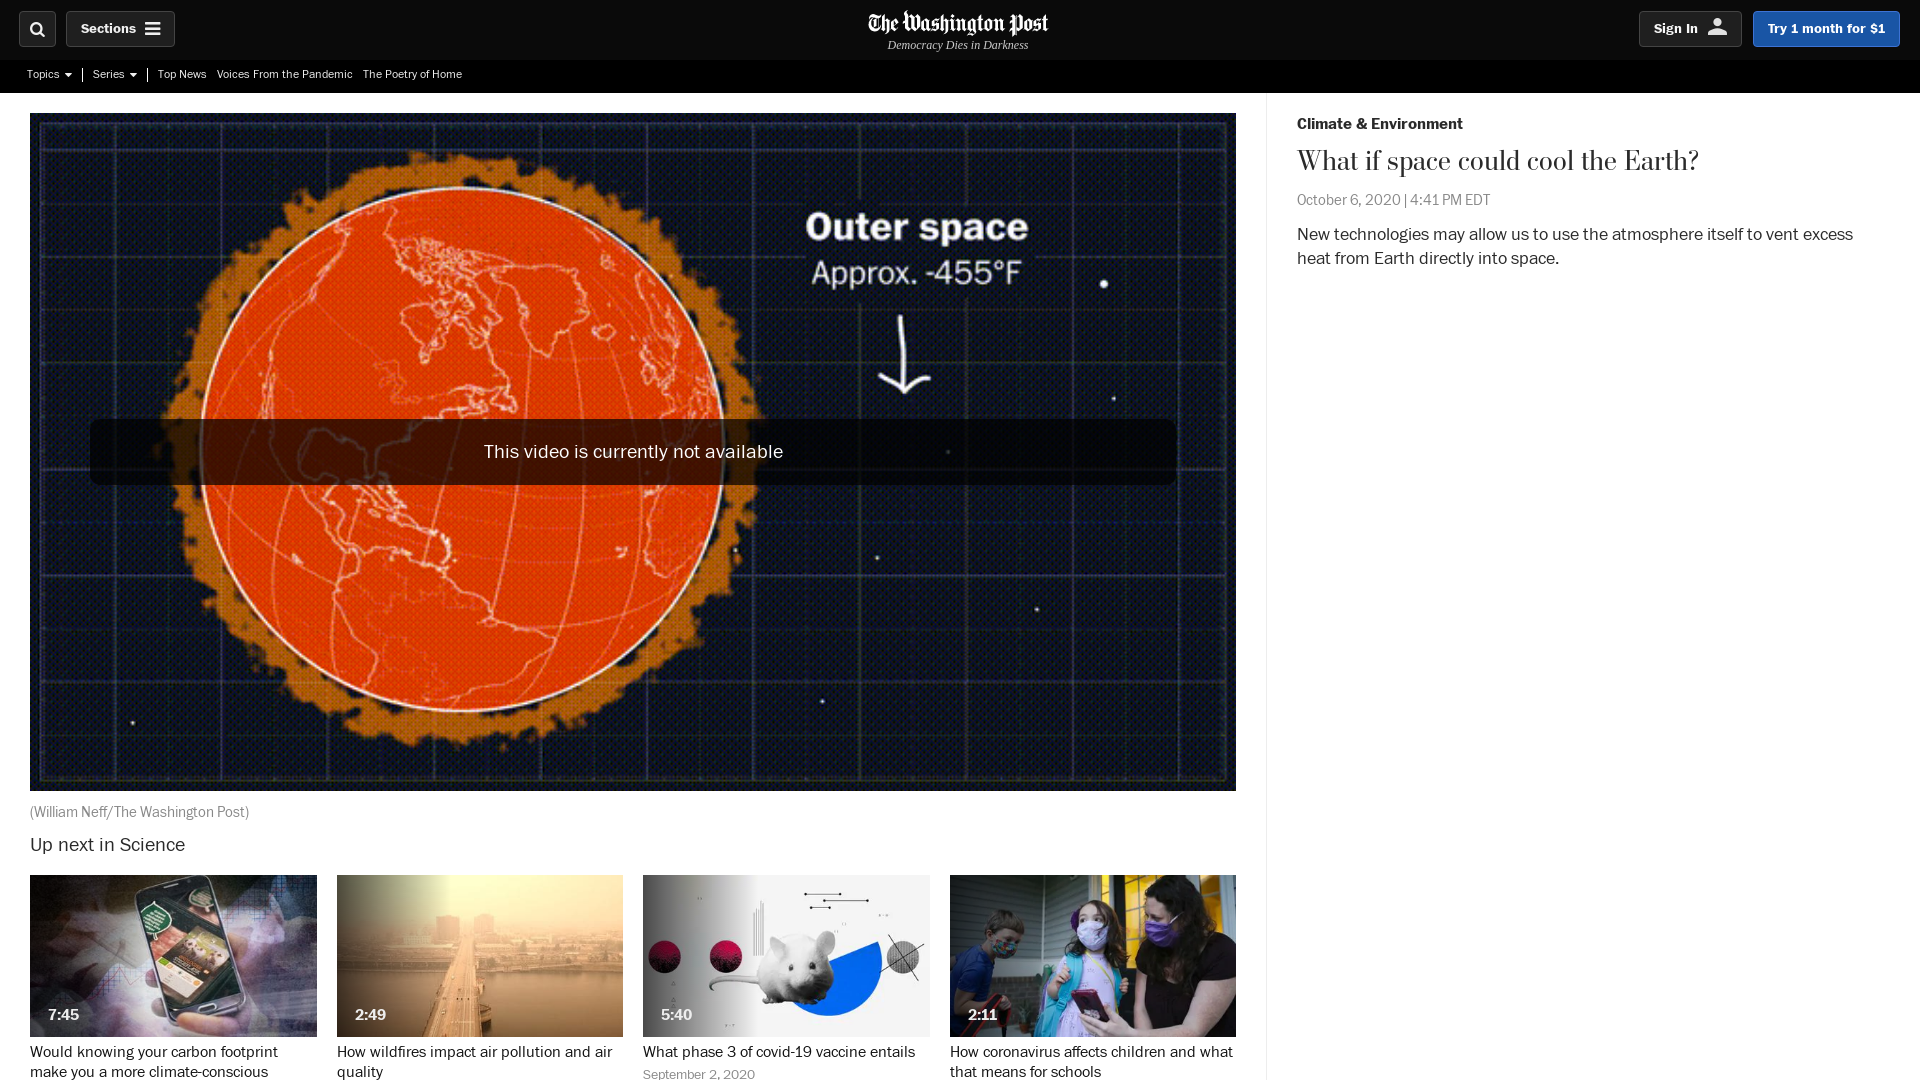 Sections
The Washington Post
Democracy Dies in Darkness
Sign In
Try 1 month for $1
Topics
Series
Top News
Voices From the Pandemic
The Poetry of Home
Outer space
Approx. -455°F
This video is currently not available
(William Neff/The Washington Post)
Climate & Environment
What if space could cool the Earth?
October 6, 2020 | 4:41 PM EDT
New technologies may allow us to use the atmosphere itself to vent excess
heat from Earth directly into space.
Up next in Science
7:45
Would knowing your carbon footprint
make you a more climate-conscious
2:49
How wildfires impact air pollution and air
quality
5:40
What phase 3 of covid-19 vaccine entails
September 2, 2020
2:11
How coronavirus affects children and what
that means for schools